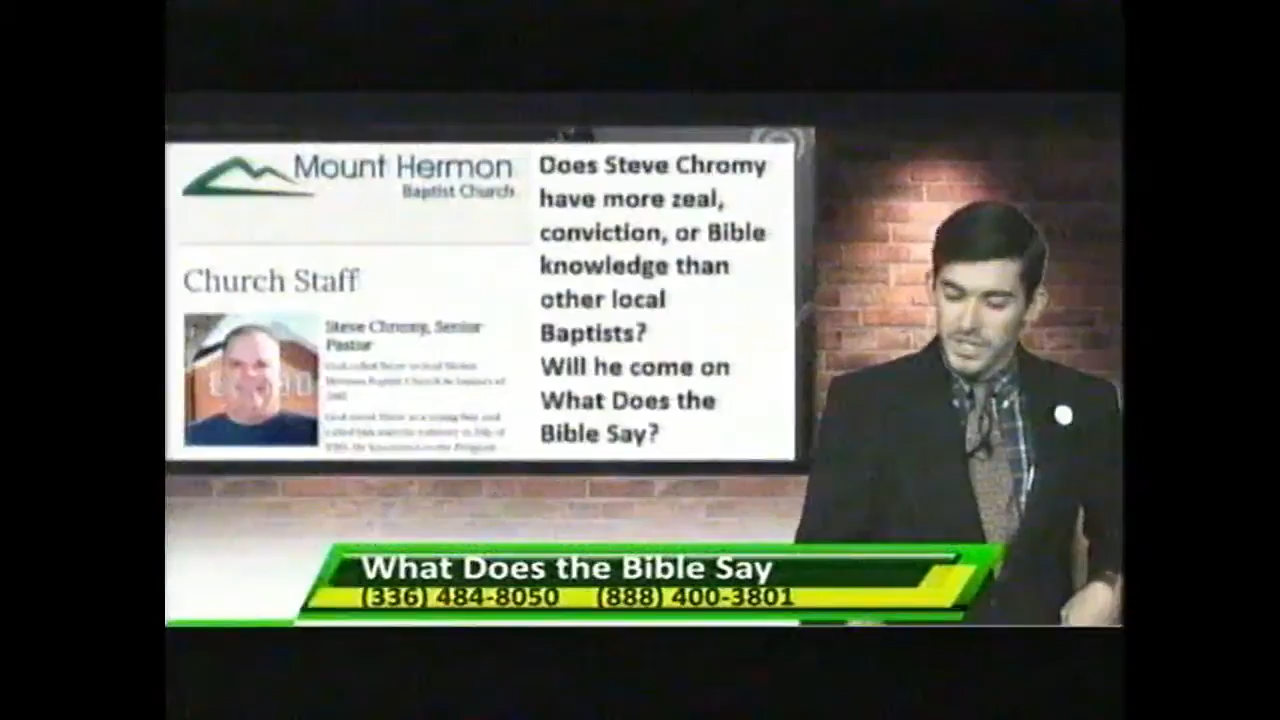 Mount Hermon
Baptist Church
Church Staff
Steve Chromy, Senior
Pastor
Does Steve Chromy
have more zeal,
conviction, or Bible
knowledge than
other local
Baptists?
Will he come on
What Does the
Bible Say?
What Does the Bible Say
(336) 484-8050 (888) 400-3801